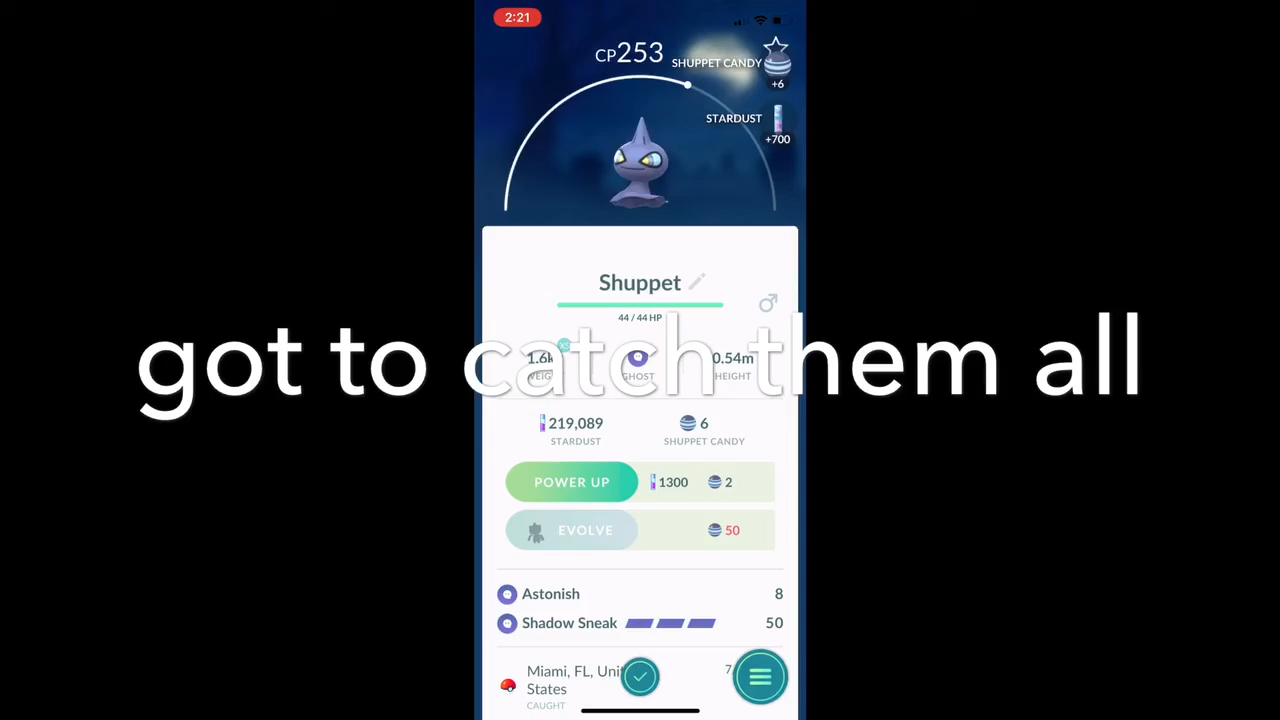 2:21
CP253
SHUPPET CANDY
+6
STARDUST
+700
Shuppet
44 / 44 HP
got to catch them all
XS
GHOST
0.54m
HEIGHT
219,089
STARDUST
6
SHUPPET CANDY
POWER UP 1300 2
EVOLVE 50
Astonish 8
Shadow Sneak 50
Miami, FL,
States
CAUGHT